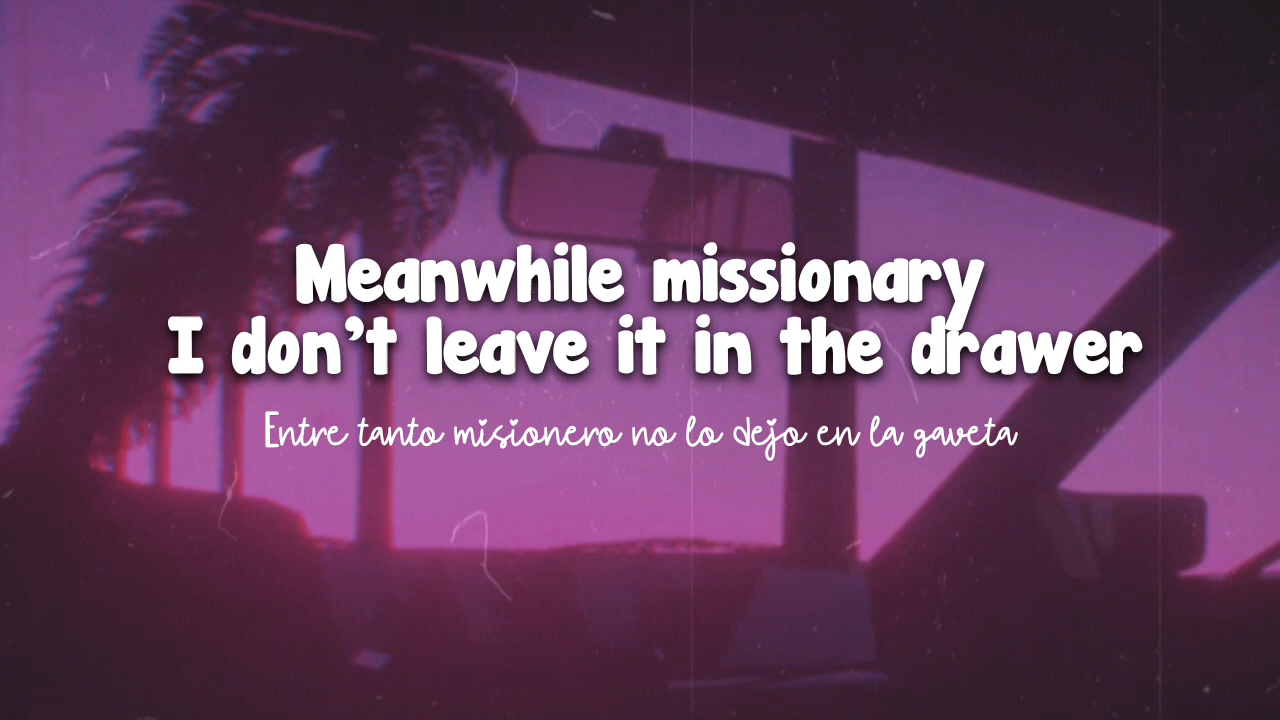 Meanwhile missionary
I don't leave it in the drawer
Entre tanto misionero no lo dejo en la gaveta